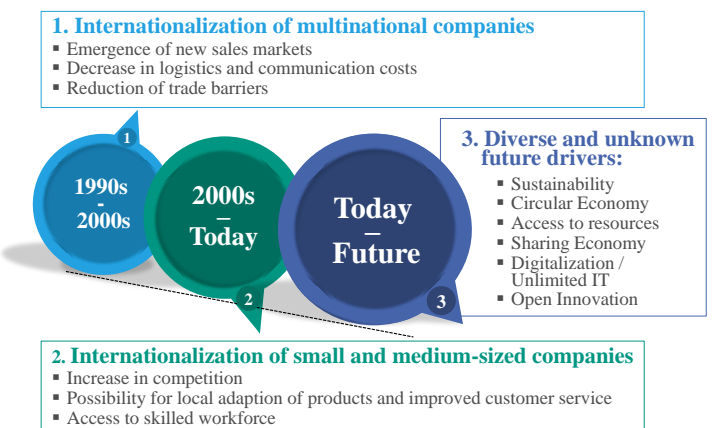 1. Internationalization of multinational companies
▪ Emergence of new sales markets
▪ Decrease in logistics and communication costs
▪ Reduction of trade barriers
1
1990s
-
2000s
2000s
–
Today
2
Today
–
Future
3
3. Diverse and unknown
future drivers:
▪ Sustainability
▪ Circular Economy
▪ Access to resources
▪ Sharing Economy
▪ Digitalization /
Unlimited IT
▪ Open Innovation
2. Internationalization of small and medium-sized companies
▪ Increase in competition
▪ Possibility for local adaption of products and improved customer service
▪ Access to skilled workforce